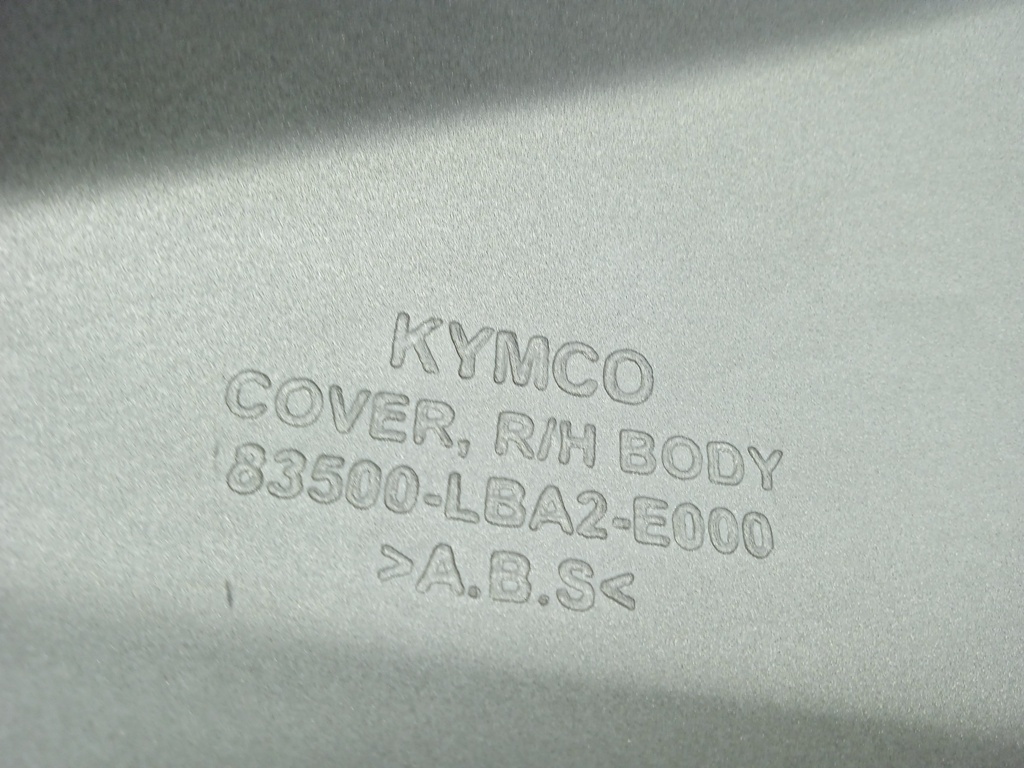 KYMCO
COVER, R/H BODY
83500-LBA2-E000
>A.B.S<